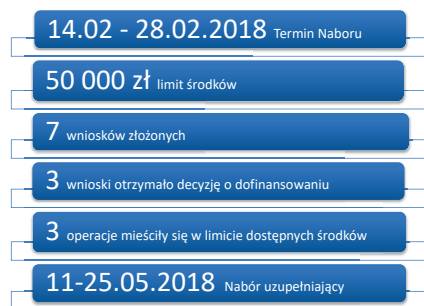 14.02 - 28.02.2018 Termin Naboru
50 000 zł limit środków
7 wniosków złożonych
3 wnioski otrzymało decyzję o dofinansowaniu
3 operacje mieściły się w limicie dostępnych środków
11-25.05.2018 Nabór uzupełniający